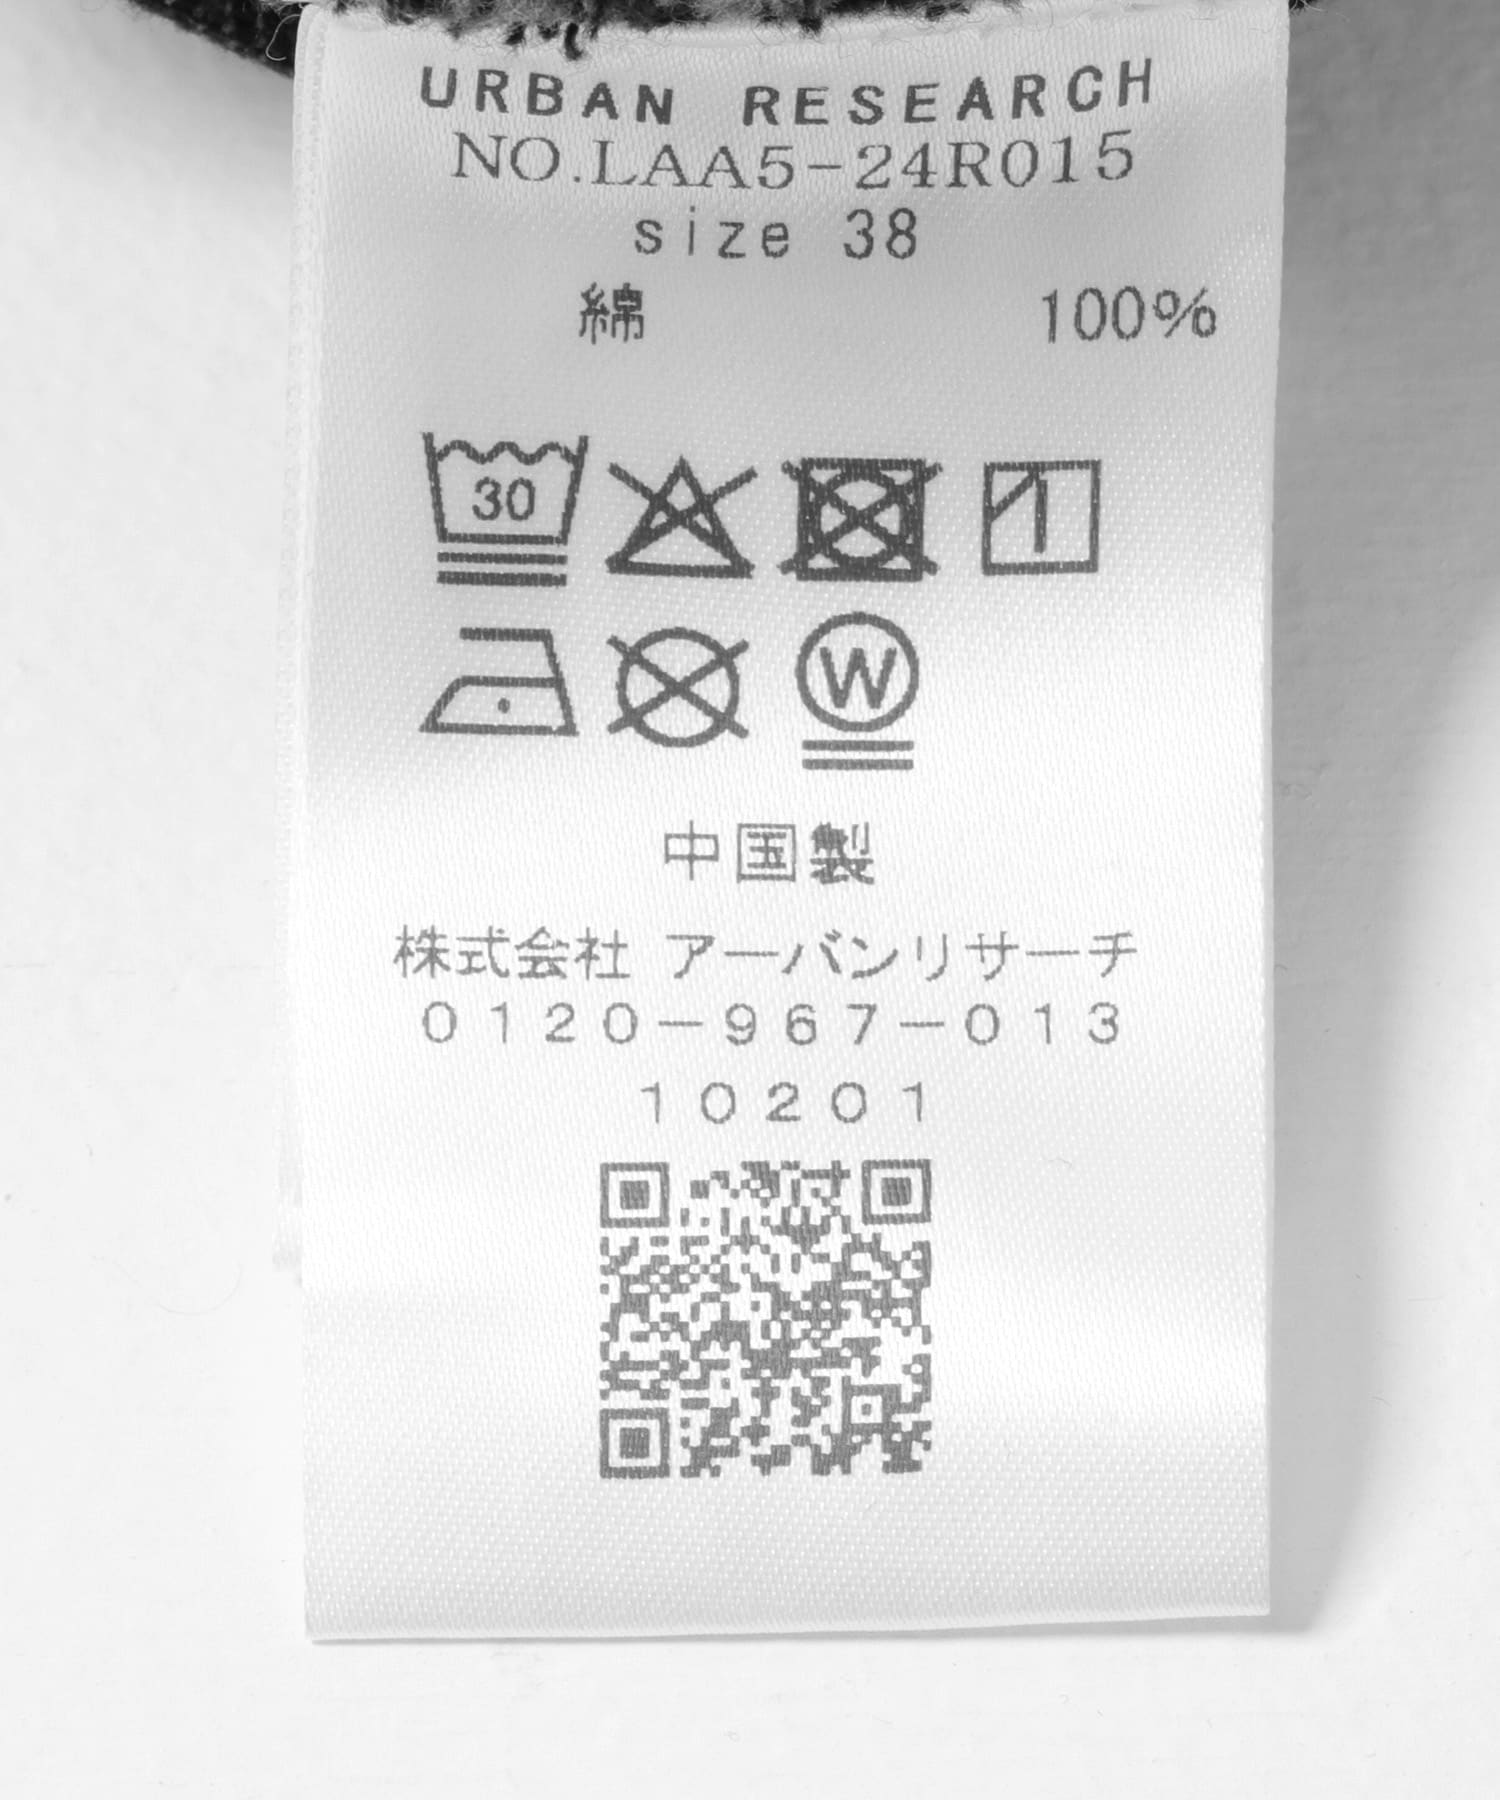 URBAN RESEARCH
NO.LAA5-24R015
size 38
綿 100%
30
W
中国製
株式会社 アーバンリサーチ
0120-967-013
10201